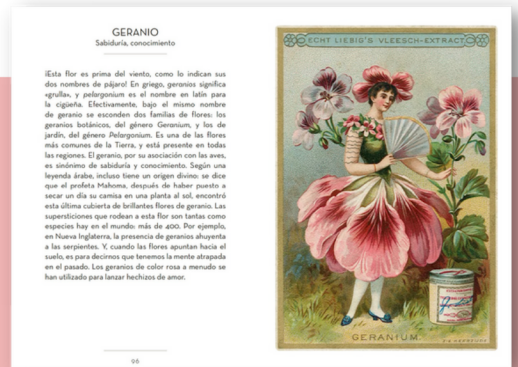 GERANIO
Sabiduría, conocimiento
¡Esta flor es prima del viento, como lo indican sus
dos nombres de pájaro! En griego, geranios significa
«grulla», y pelargonium es el nombre en latín para
la cigüeña. Efectivamente, bajo el mismo nombre
de geranio se esconden dos familias de flores: los
geranios botánicos, del género Geranium, y los de
jardín, del género Pelargonium. Es una de las flores
más comunes de la Tierra, y está presente en todas
las regiones. El geranio, por su asociación con las aves,
es sinónimo de sabiduría y conocimiento. Según una
leyenda árabe, incluso tiene un origen divino: se dice
que el profeta Mahoma, después de haber puesto a
secar un día su camisa en una planta al sol, encontró
esta última cubierta de brillantes flores de geranio. Las
supersticiones que rodean a esta flor son tantas como
especies hay en el mundo: más de 400. Por ejemplo,
en Nueva Inglaterra, la presencia de geranios ahuyenta
a las serpientes. Y, cuando las flores apuntan hacia el
suelo, es para decirnos que tenemos la mente atrapada
en el pasado. Los geranios de color rosa a menudo se
han utilizado para lanzar hechizos de amor.
96
ECHT LIEBIG'S VLEESCH-EXTRACT
GERANIUM.